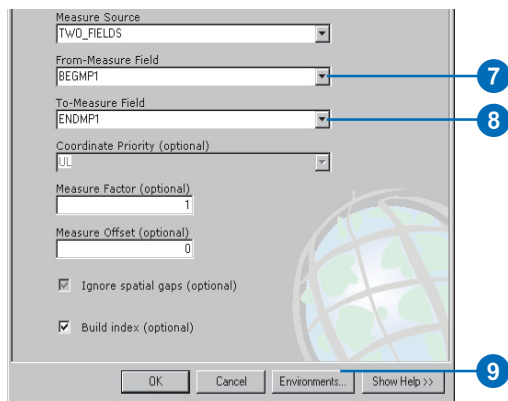 Measure Source
TWO_FIELDS
From-Measure Field
BEGMP1
7
To-Measure Field
ENDMP1
8
Coordinate Priority (optional)
UL
Measure Factor (optional)
1
Measure Offset (optional)
0
Ignore spatial gaps (optional)
Build index (optional)
9
OK Cancel Environments... Show Help >>